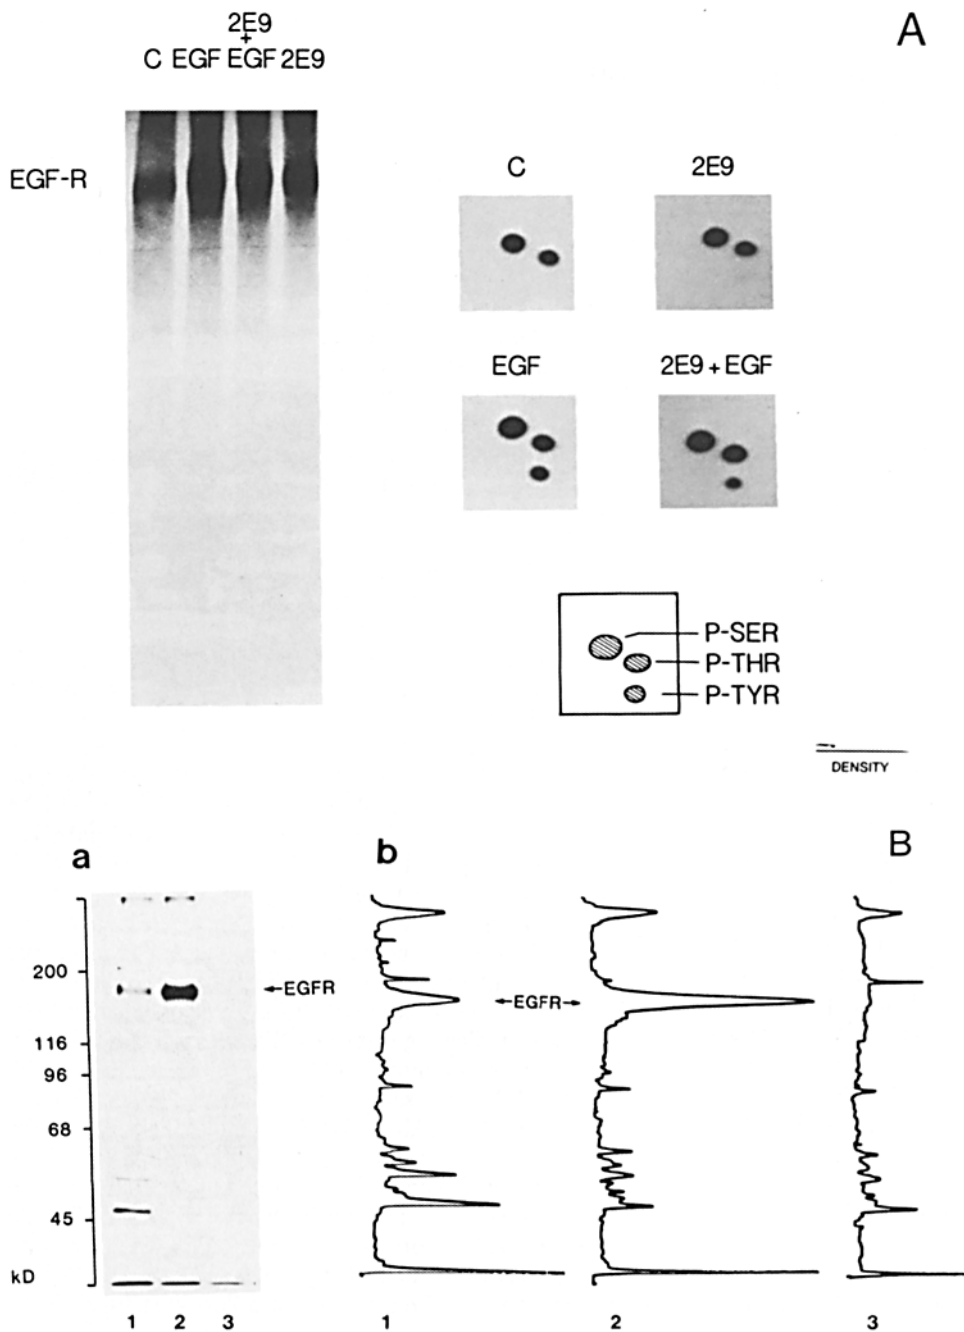 A
2E9
+
C EGF EGF 2E9
EGF-R
C
2E9
EGF
2E9 + EGF
P-SER
P-THR
P-TYR
DENSITY
a
b
B
200
116
96
68
45
kD
←EGFR
←EGFR→
1 2 3
1
2
3